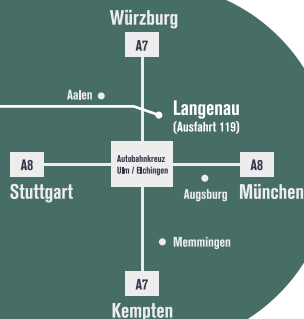 Würzburg
A7
Aalen
Langenau
(Ausfahrt 119)
Autobahnkreuz
Ulm / Elchingen
A8
A8
Stuttgart
Augsburg
München
Memmingen
A7
Kempten